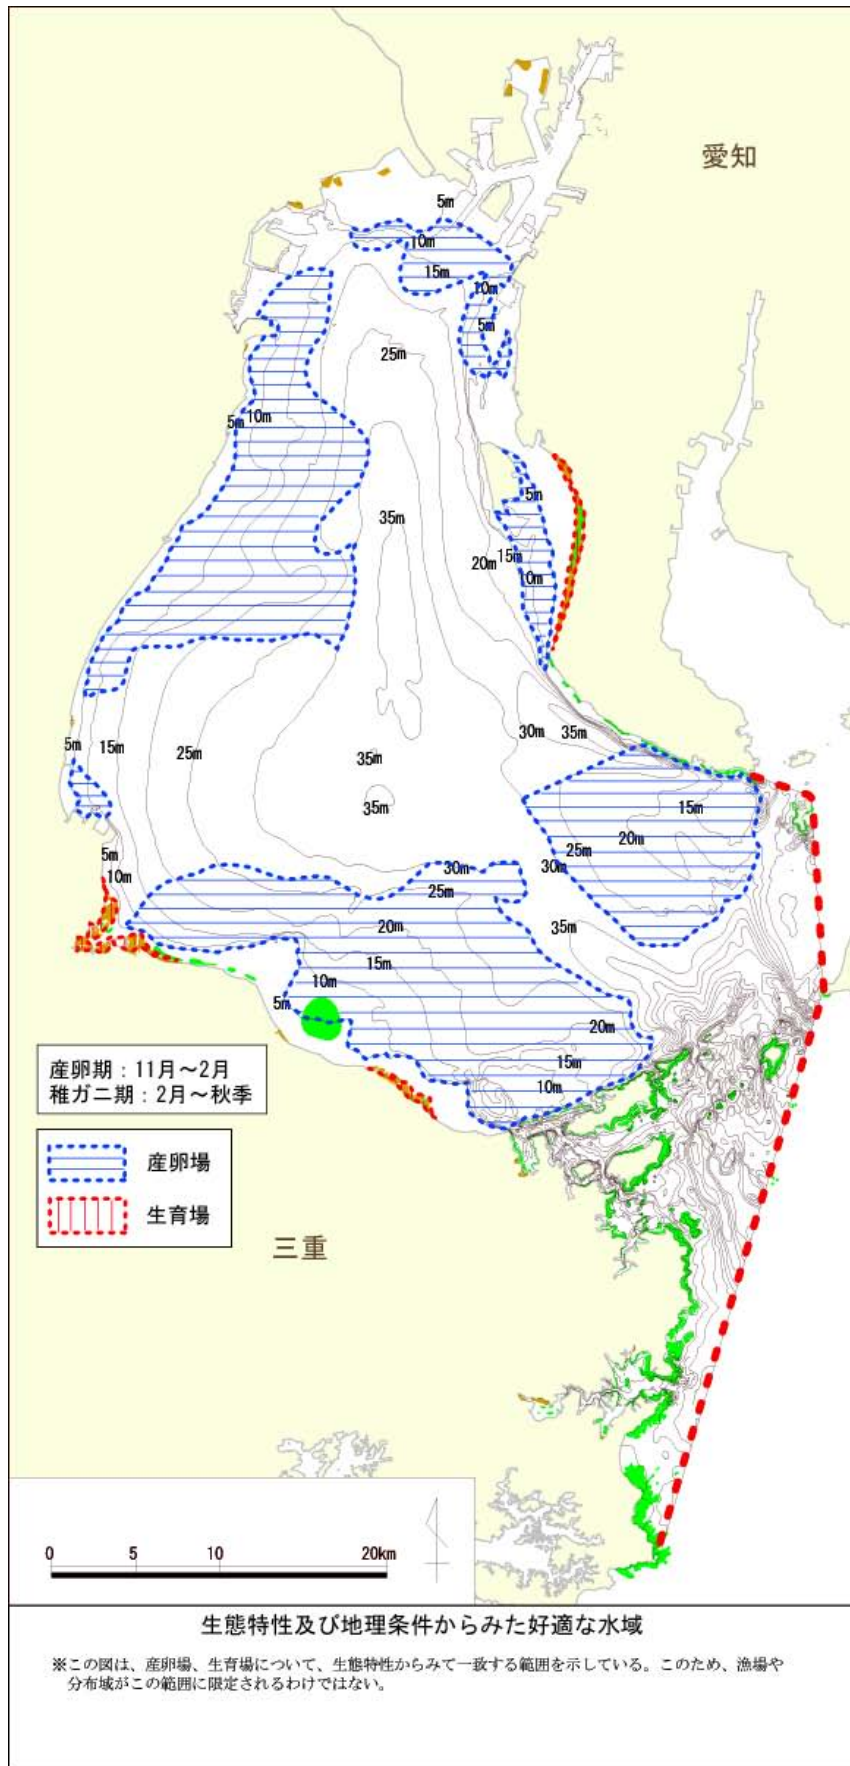 愛知
5m
10m
15m
10m
5m
25m
5m
10m
35m
5m
15m
20m
10m
30m
35m
5m
15m
25m
35m
35m
15m
20m
25m
30m
5m
10m
30m
25m
20m
35m
15m
10m
5m
20m
15m
10m
産卵期：11月～2月
稚ガニ期：2月～秋季
産卵場
生育場
三重
0 5 10 20km
生態特性及び地理条件からみた好適な水域
※この図は、産卵場、生育場について、生態特性からみて一致する範囲を示している。このため、漁場や
分布域がこの範囲に限定されるわけではない。